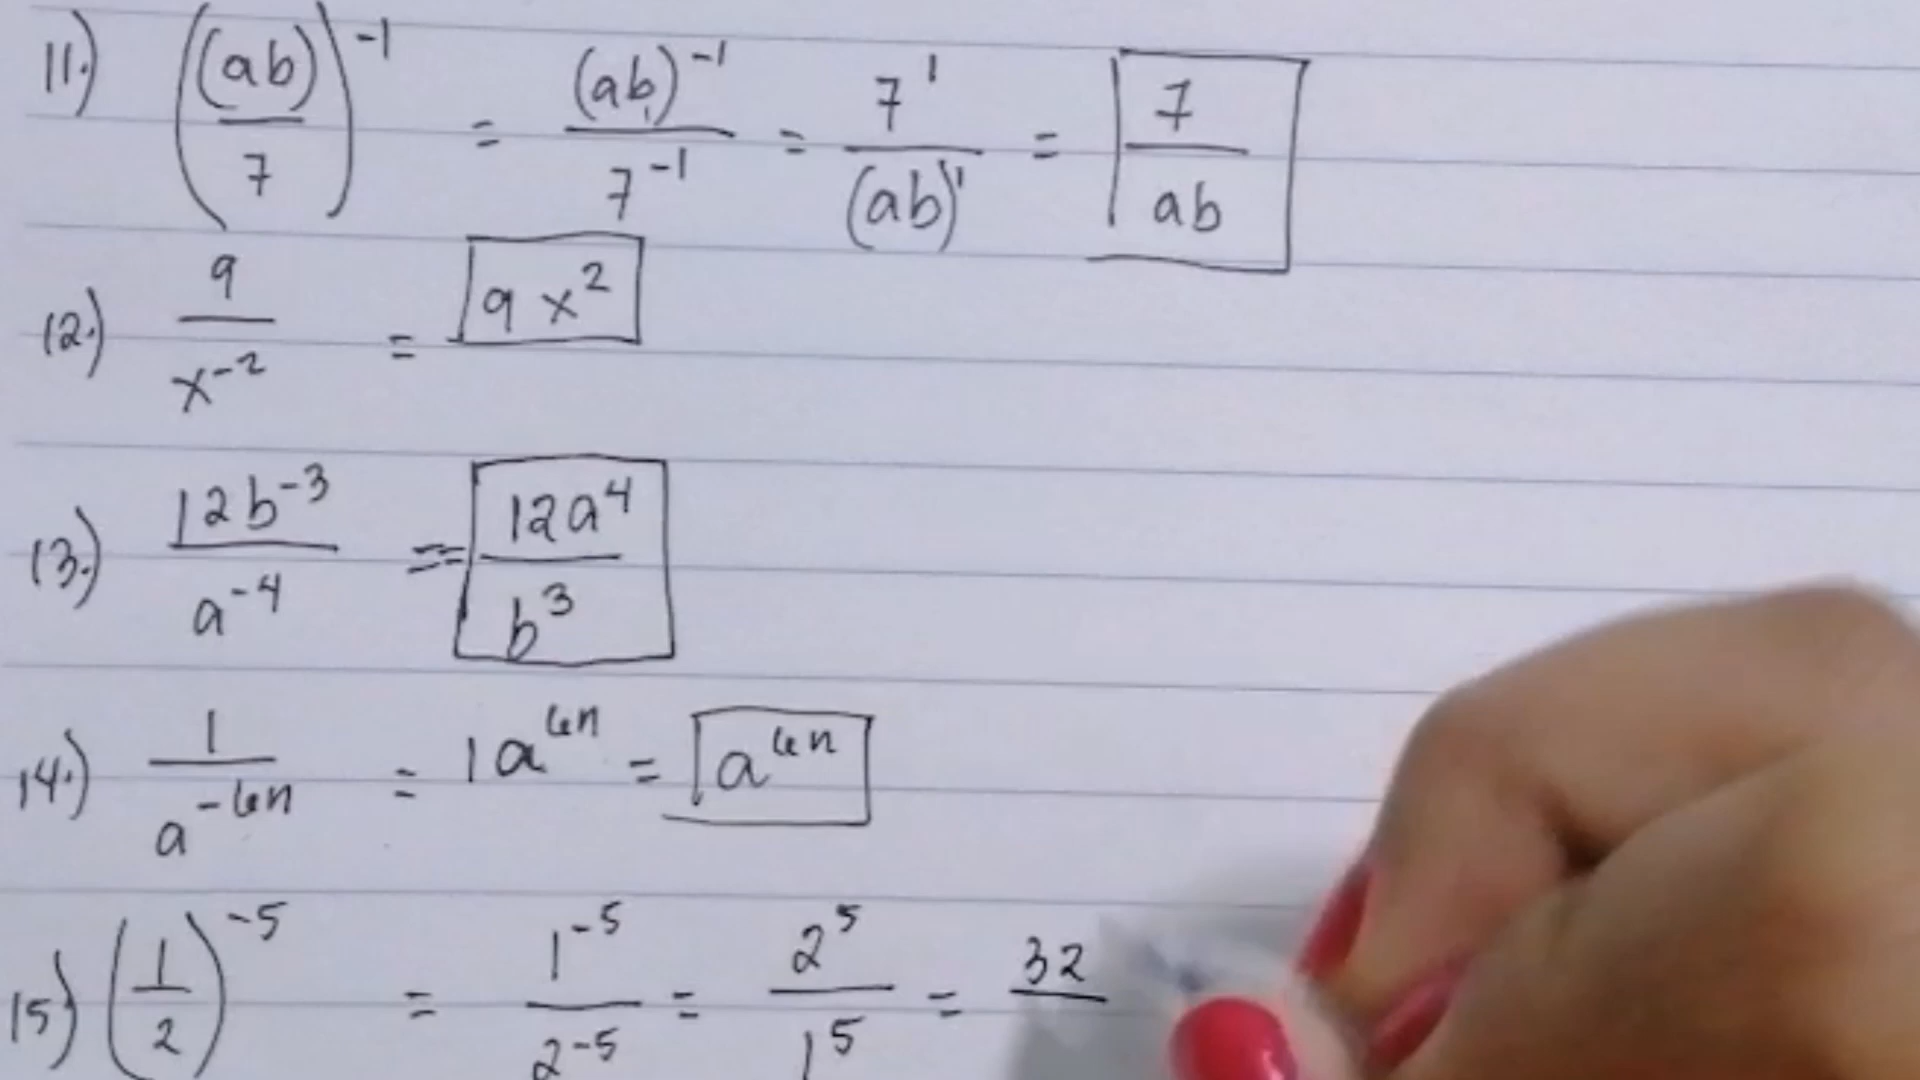 11.) ((ab)/7)^-1 = (ab)^-1/7^-1 = 7^1/(ab)^1 = 7/ab
12.) 9/x^-2 = 9x^2
13.) 12b^-3/a^-4 = 12a^4/b^3
14.) 1/a^-6n = 1a^6n = a^6n
15) (1/2)^-5 = 1^-5/2^-5 = 2^5/1^5 = 32/